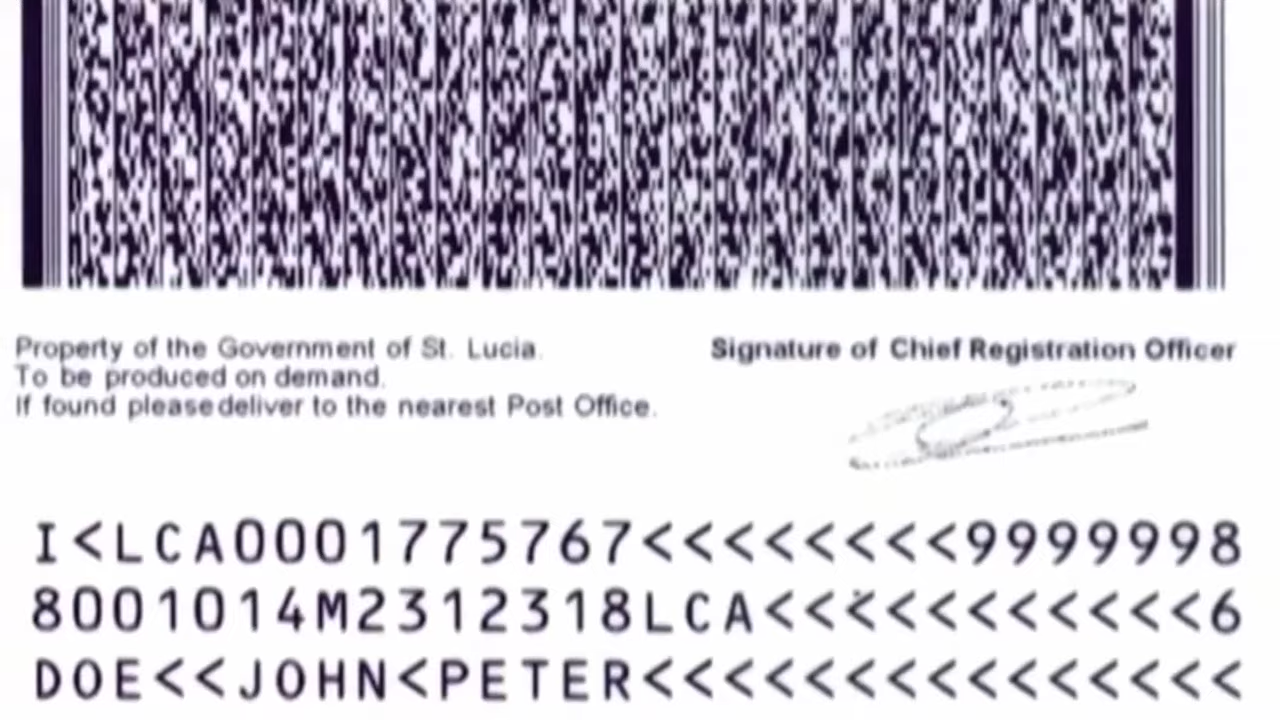 Property of the Government of St. Lucia.
To be produced on demand.
If found please deliver to the nearest Post Office.
Signature of Chief Registration Officer
I<LCA0001775767<<<<<<<<9999998
8001014M2312318LCA<<<<<<<<<<<6
DOE<<JOHN<PETER<<<<<<<<<<<<<<<